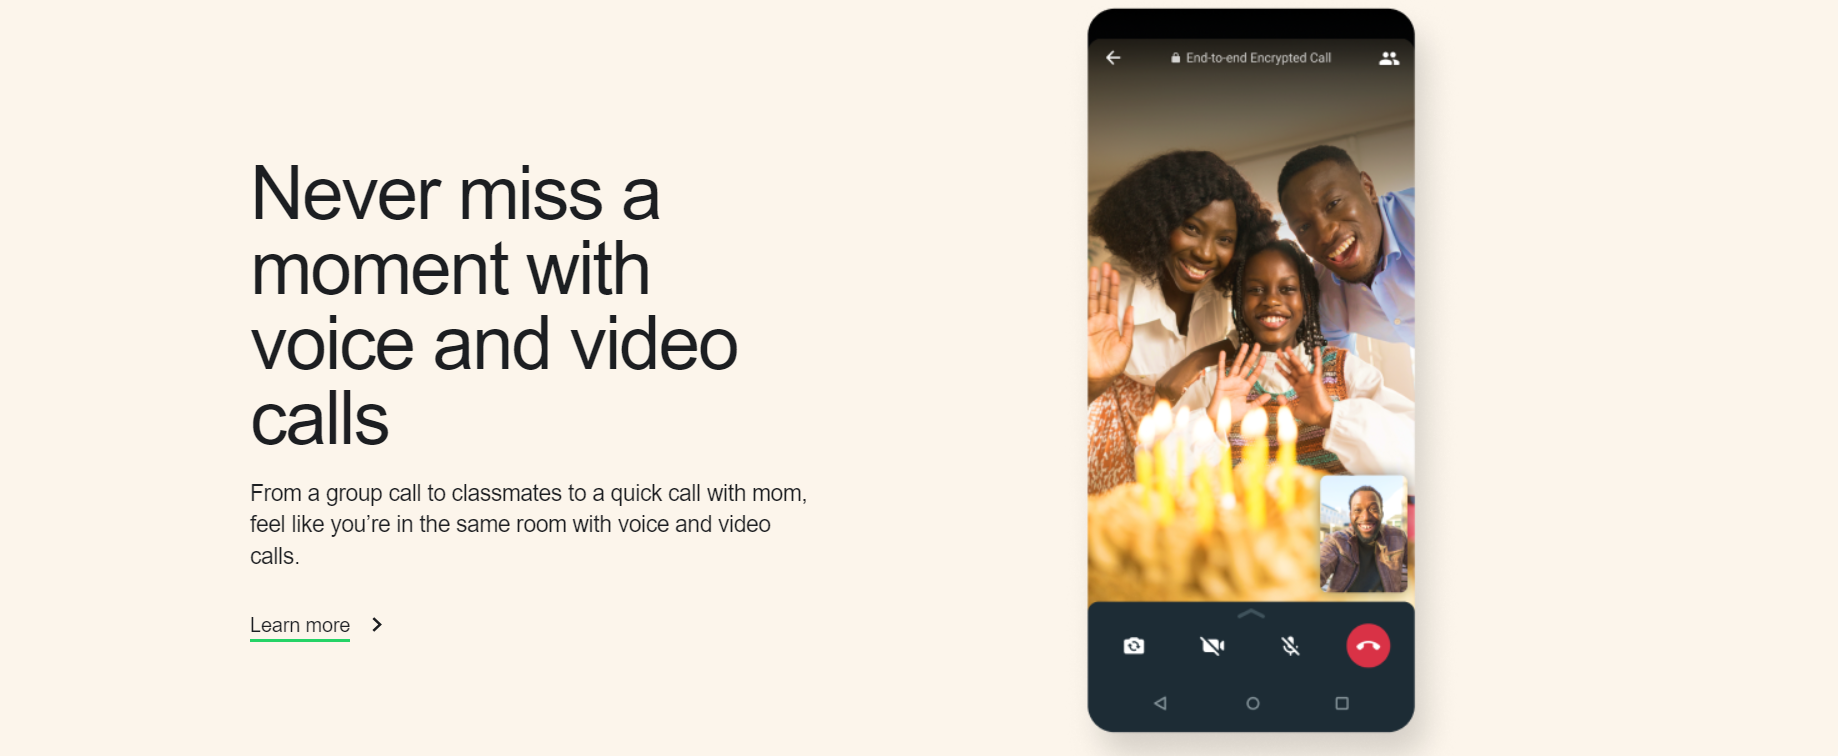 Never miss a
moment with
voice and video
calls
From a group call to classmates to a quick call with mom,
feel like you’re in the same room with voice and video
calls.
Learn more
End-to-end Encrypted Call